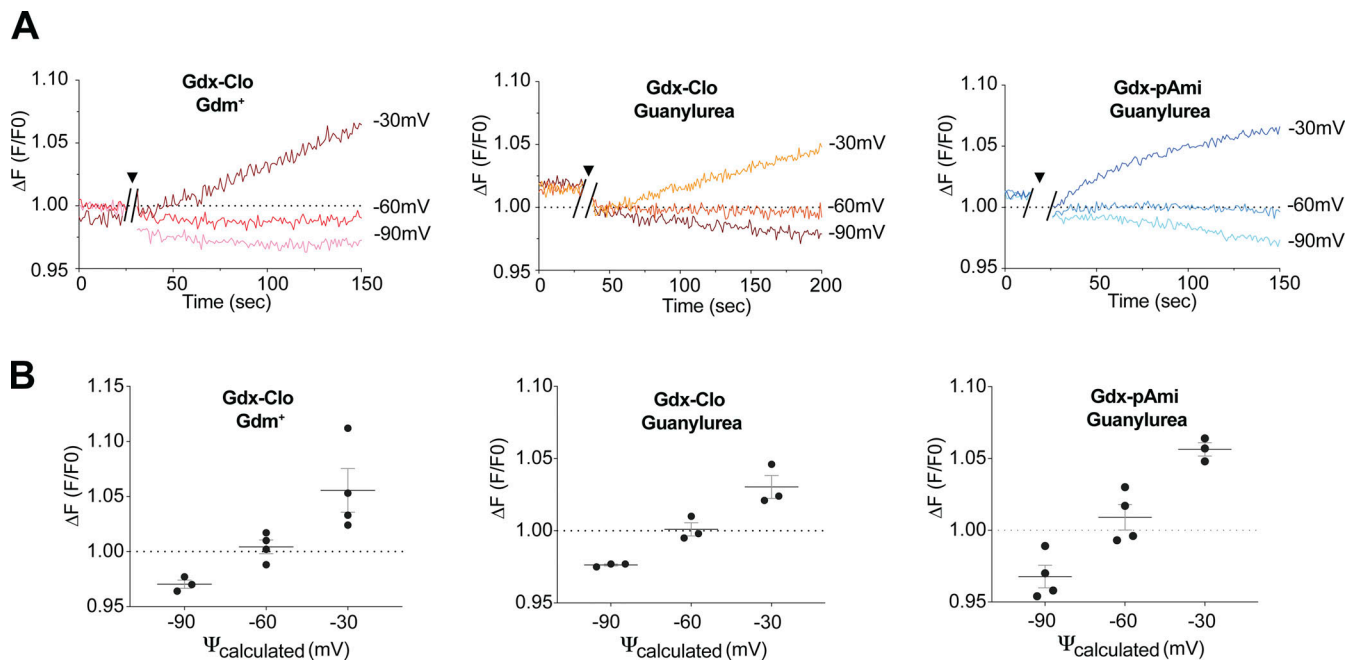 A
Gdx-Clo
Gdm+
ΔF (F/F0)
1.10
1.05
1.00
0.95
-30mV
-60mV
-90mV
0
50
100
150
Time (sec)
Gdx-Clo
Guanylurea
ΔF (F/F0)
1.10
1.05
1.00
0.95
-30mV
-60mV
-90mV
0
50
100
150
200
Time (sec)
Gdx-pAmi
Guanylurea
ΔF (F/F0)
1.10
1.05
1.00
0.95
-30mV
-60mV
-90mV
0
50
100
150
Time (sec)
B
Gdx-Clo
Gdm+
ΔF (F/F0)
1.15
1.10
1.05
1.00
0.95
-90
-60
-30
Ψcalculated (mV)
Gdx-Clo
Guanylurea
ΔF (F/F0)
1.10
1.05
1.00
0.95
-90
-60
-30
Ψcalculated (mV)
Gdx-pAmi
Guanylurea
ΔF (F/F0)
1.10
1.05
1.00
0.95
-90
-60
-30
Ψcalculated (mV)